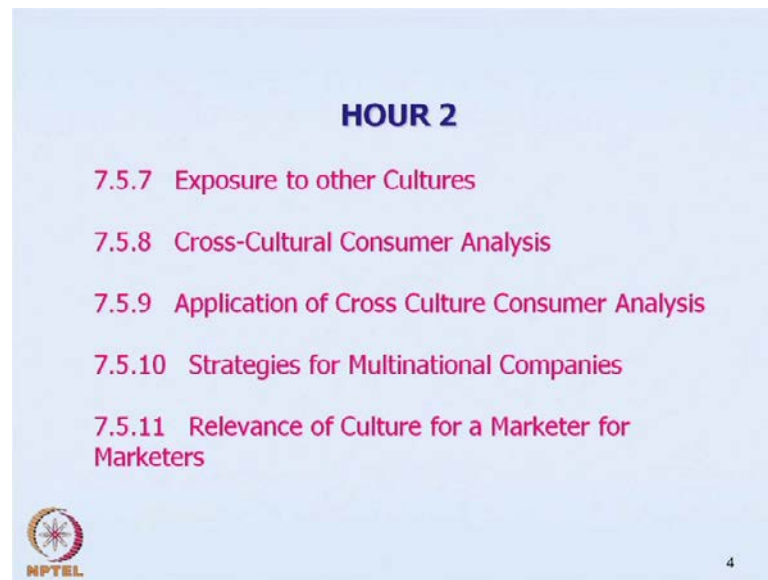 HOUR 2
7.5.7 Exposure to other Cultures
7.5.8 Cross-Cultural Consumer Analysis
7.5.9 Application of Cross Culture Consumer Analysis
7.5.10 Strategies for Multinational Companies
7.5.11 Relevance of Culture for a Marketer for
Marketers
NPTEL
4